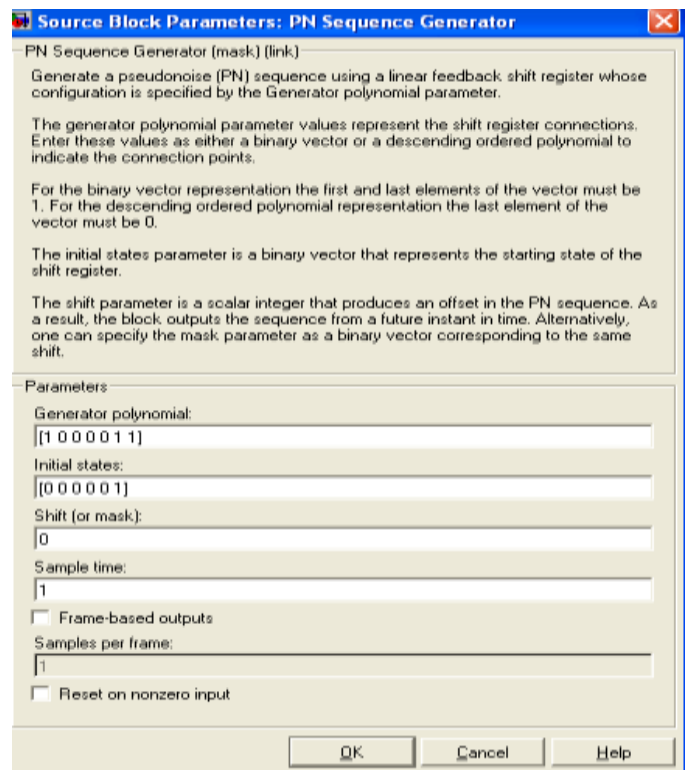 Source Block Parameters: PN Sequence Generator
PN Sequence Generator (mask) (link)
Generate a pseudonoise (PN) sequence using a linear feedback shift register whose
configuration is specified by the Generator polynomial parameter.
The generator polynomial parameter values represent the shift register connections.
Enter these values as either a binary vector or a descending ordered polynomial to
indicate the connection points.
For the binary vector representation the first and last elements of the vector must be
1. For the descending ordered polynomial representation the last element of the
vector must be 0.
The initial states parameter is a binary vector that represents the starting state of the
shift register.
The shift parameter is a scalar integer that produces an offset in the PN sequence. As
a result, the block outputs the sequence from a future instant in time. Alternatively,
one can specify the mask parameter as a binary vector corresponding to the same
shift.
Parameters
Generator polynomial:
[1 0 0 0 0 1 1]
Initial states:
[0 0 0 0 0 1]
Shift (or mask):
0
Sample time:
1
Frame-based outputs
Samples per frame:
1
Reset on nonzero input
OK Cancel Help